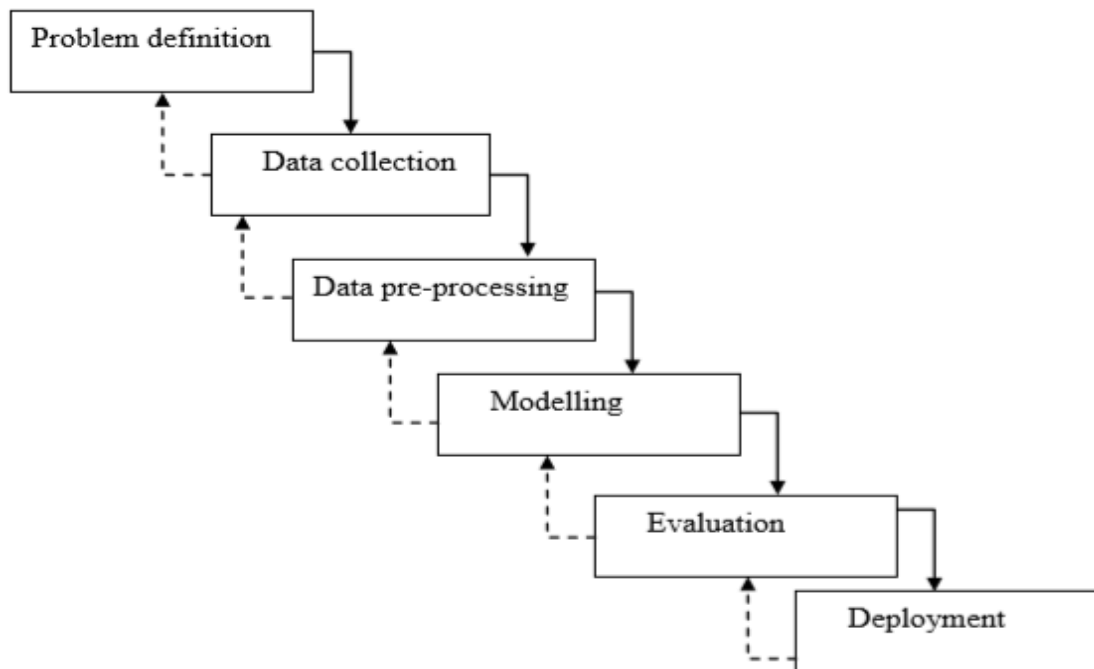 Problem definition
Data collection
Data pre-processing
Modelling
Evaluation
Deployment